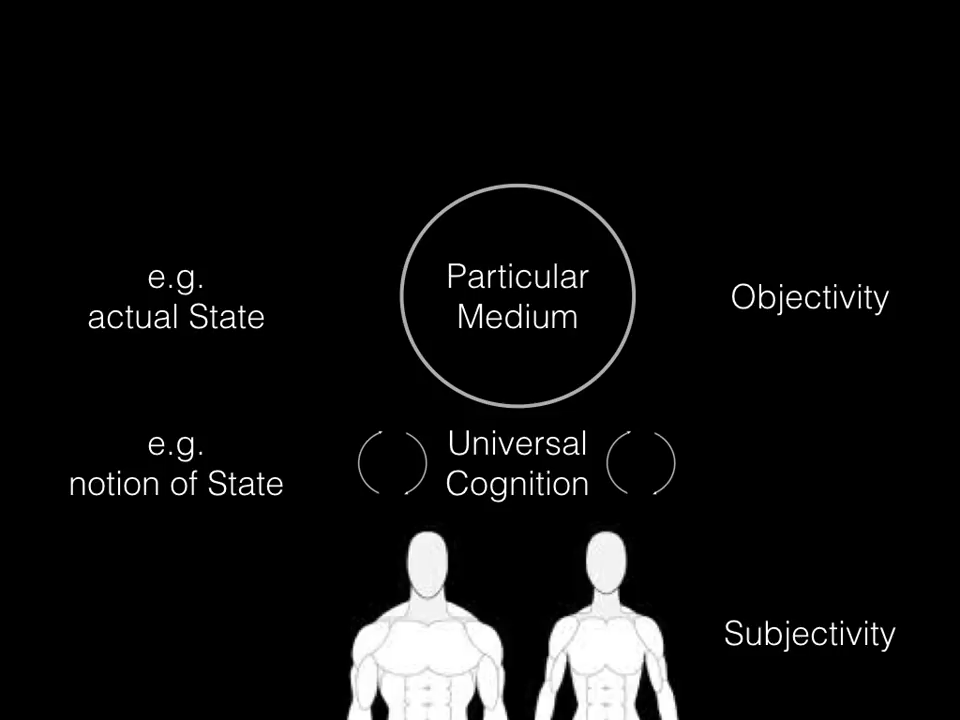 e.g.
actual State
Particular
Medium
Objectivity
e.g.
notion of State
Universal
Cognition
Subjectivity